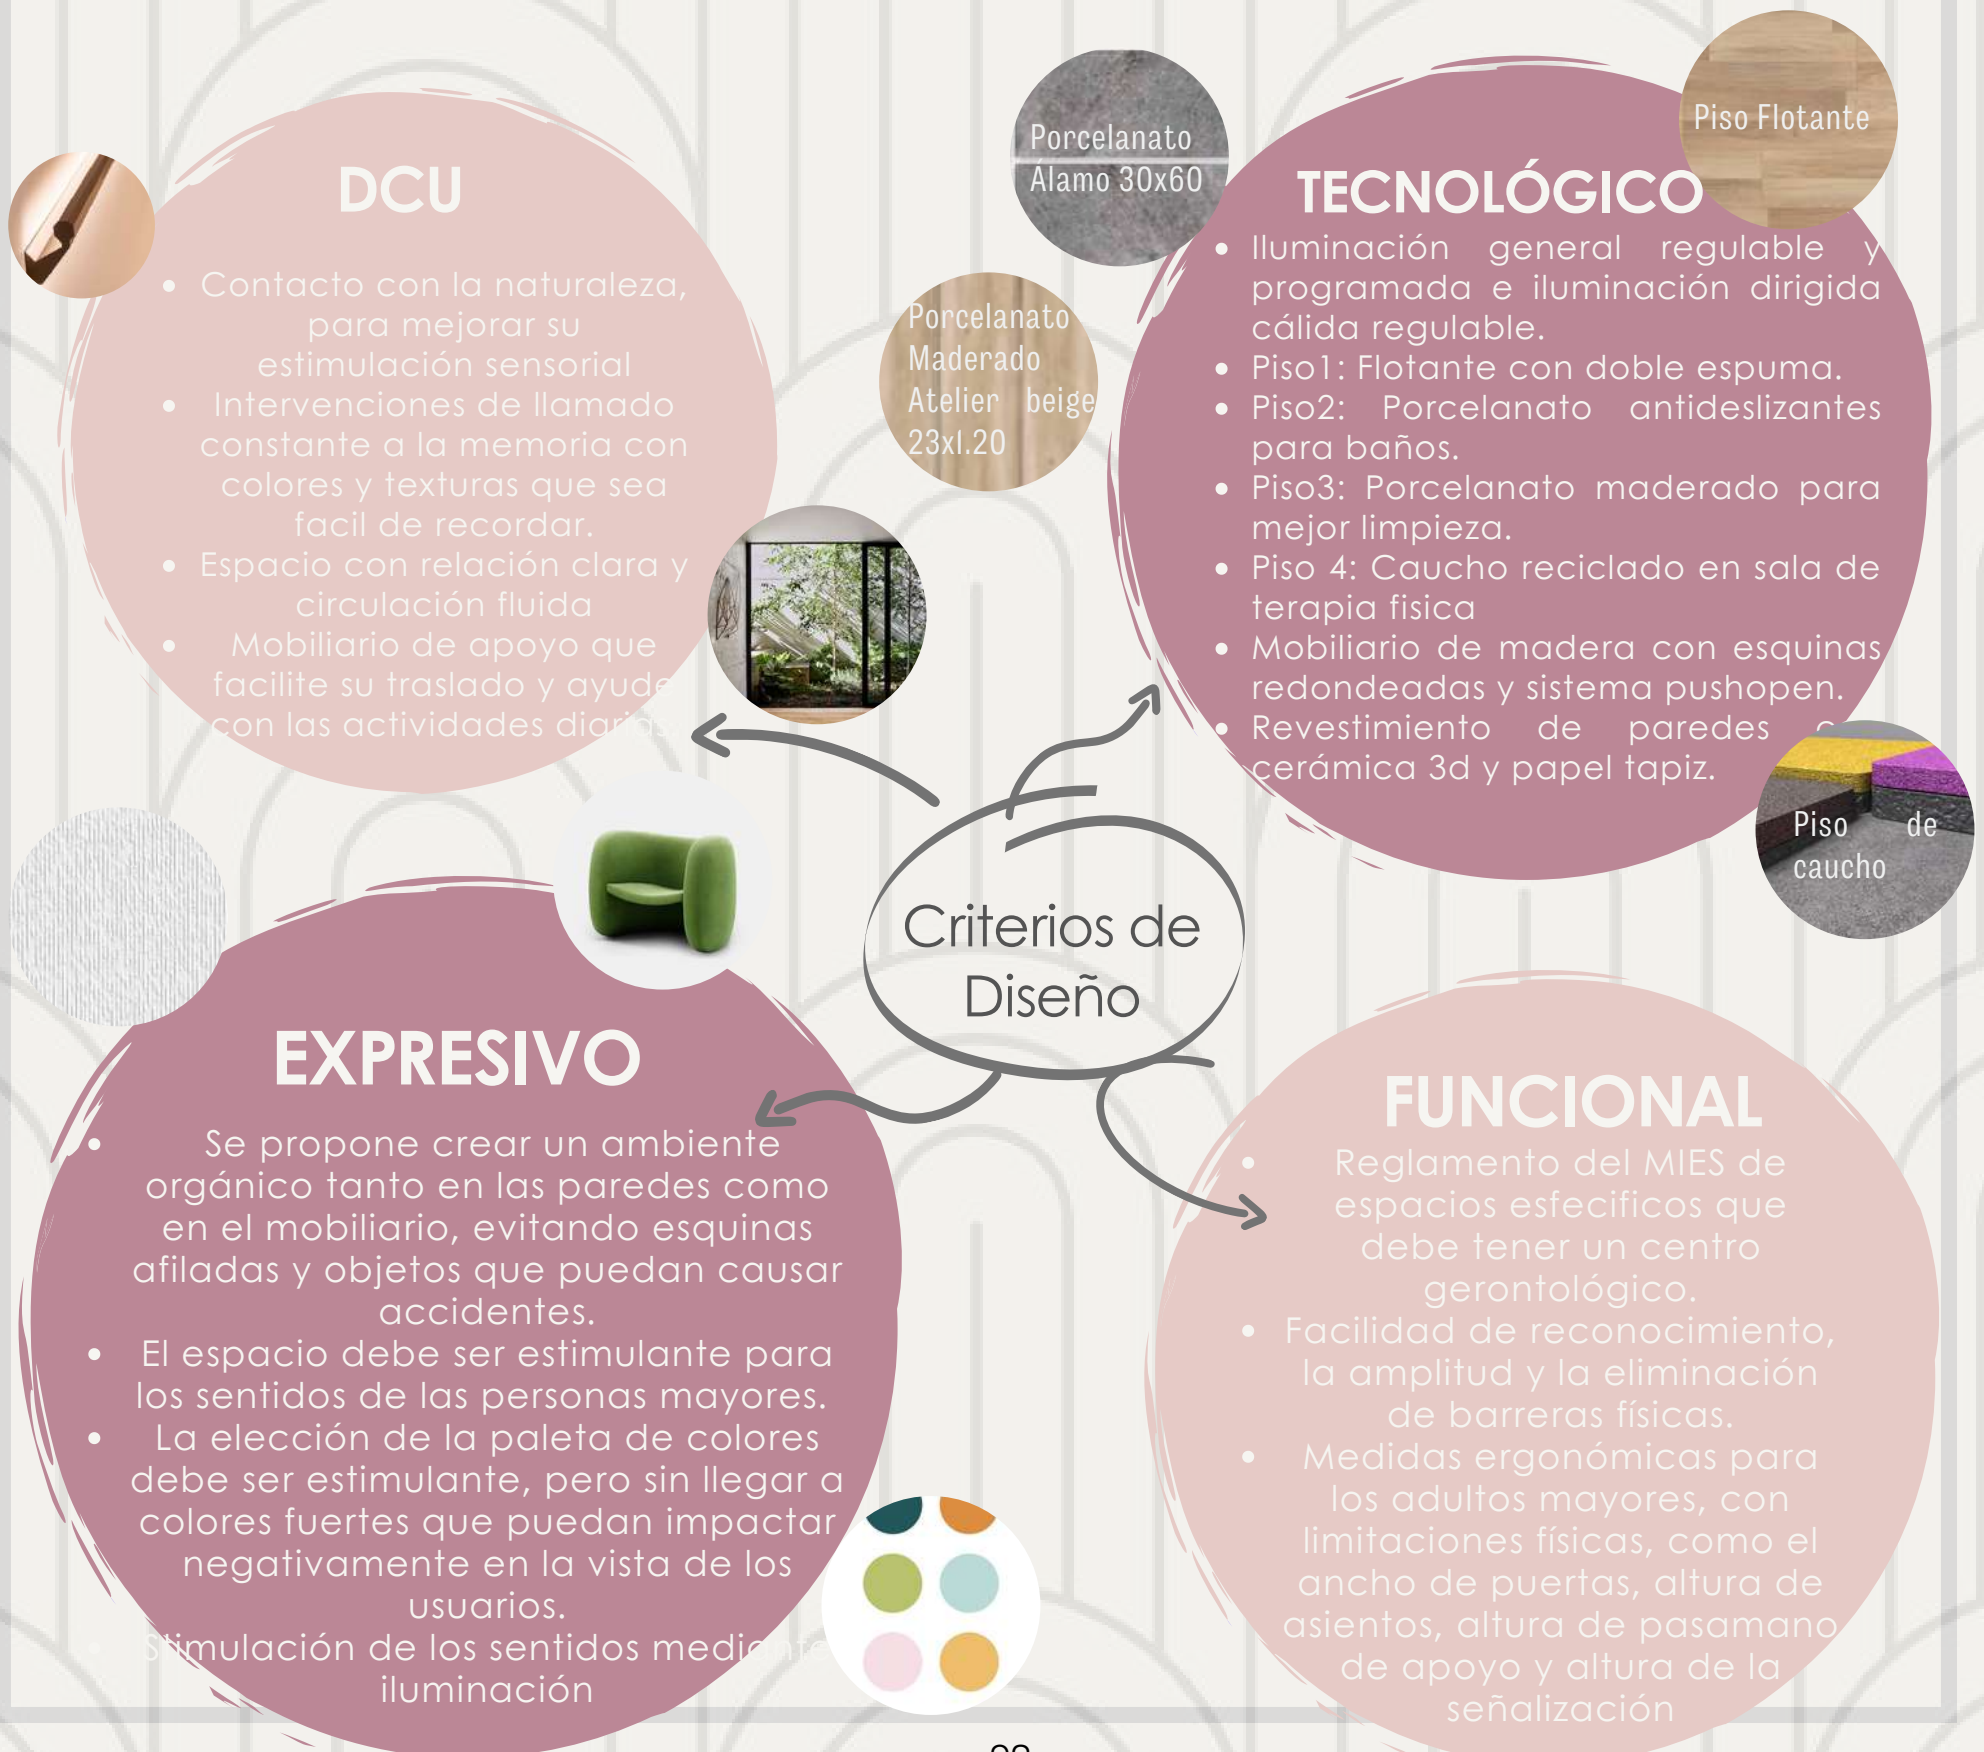 DCU
• Contacto con la naturaleza,
para mejorar su
estimulación sensorial
• Intervenciones de llamado
constante a la memoria con
colores y texturas que sea
facil de recordar.
• Espacio con relación clara y
circulación fluida
• Mobiliario de apoyo que
facilite su traslado y ayude
con las actividades diarias.
Porcelanato
Álamo 30x60
Porcelanato
Maderado
Atelier beige
23x1.20
Piso Flotante
TECNOLÓGICO
• Iluminación general regulable y
programada e iluminación dirigida
cálida regulable.
• Piso1: Flotante con doble espuma.
• Piso2: Porcelanato antideslizantes
para baños.
• Piso3: Porcelanato maderado para
mejor limpieza.
• Piso 4: Caucho reciclado en sala de
terapia fisica
• Mobiliario de madera con esquinas
redondeadas y sistema pushopen.
• Revestimiento de paredes
cerámica 3d y papel tapiz.
Piso de
caucho
Criterios de
Diseño
EXPRESIVO
• Se propone crear un ambiente
orgánico tanto en las paredes como
en el mobiliario, evitando esquinas
afiladas y objetos que puedan causar
accidentes.
• El espacio debe ser estimulante para
los sentidos de las personas mayores.
• La elección de la paleta de colores
debe ser estimulante, pero sin llegar a
colores fuertes que puedan impactar
negativamente en la vista de los
usuarios.
• Stimulación de los sentidos mediante
iluminación
FUNCIONAL
• Reglamento del MIES de
espacios esfecificos que
debe tener un centro
gerontológico.
• Facilidad de reconocimiento,
la amplitud y la eliminación
de barreras físicas.
• Medidas ergonómicas para
los adultos mayores, con
limitaciones físicas, como el
ancho de puertas, altura de
asientos, altura de pasamano
de apoyo y altura de la
señalización